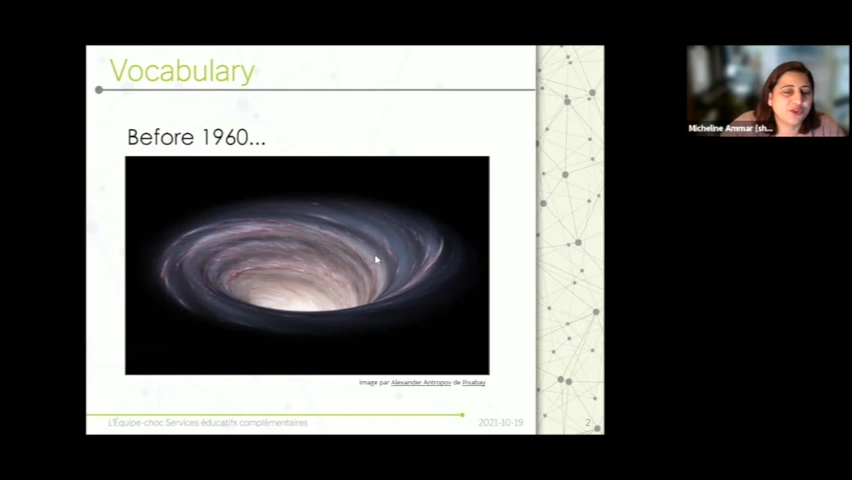 Vocabulary
Before 1960...
Image par Alexander Antropov de Pixabay
L'Équipe-choc Services éducatifs complémentaires
2021-10-19
2
Micheline Ammar (sh...